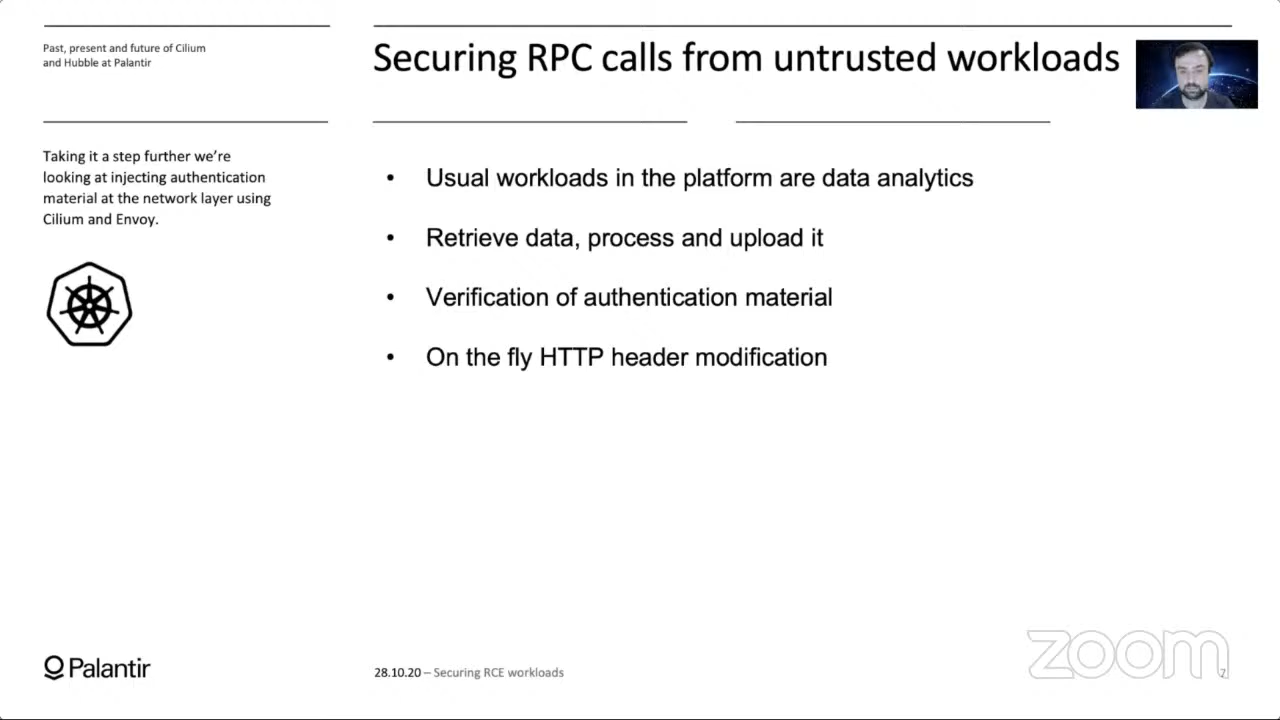 Past, present and future of Cilium
and Hubble at Palantir
Securing RPC calls from untrusted workloads
Taking it a step further we're
looking at injecting authentication
material at the network layer using
Cilium and Envoy.
• Usual workloads in the platform are data analytics
• Retrieve data, process and upload it
• Verification of authentication material
• On the fly HTTP header modification
Palantir
28.10.20 – Securing RCE workloads
zoom
7